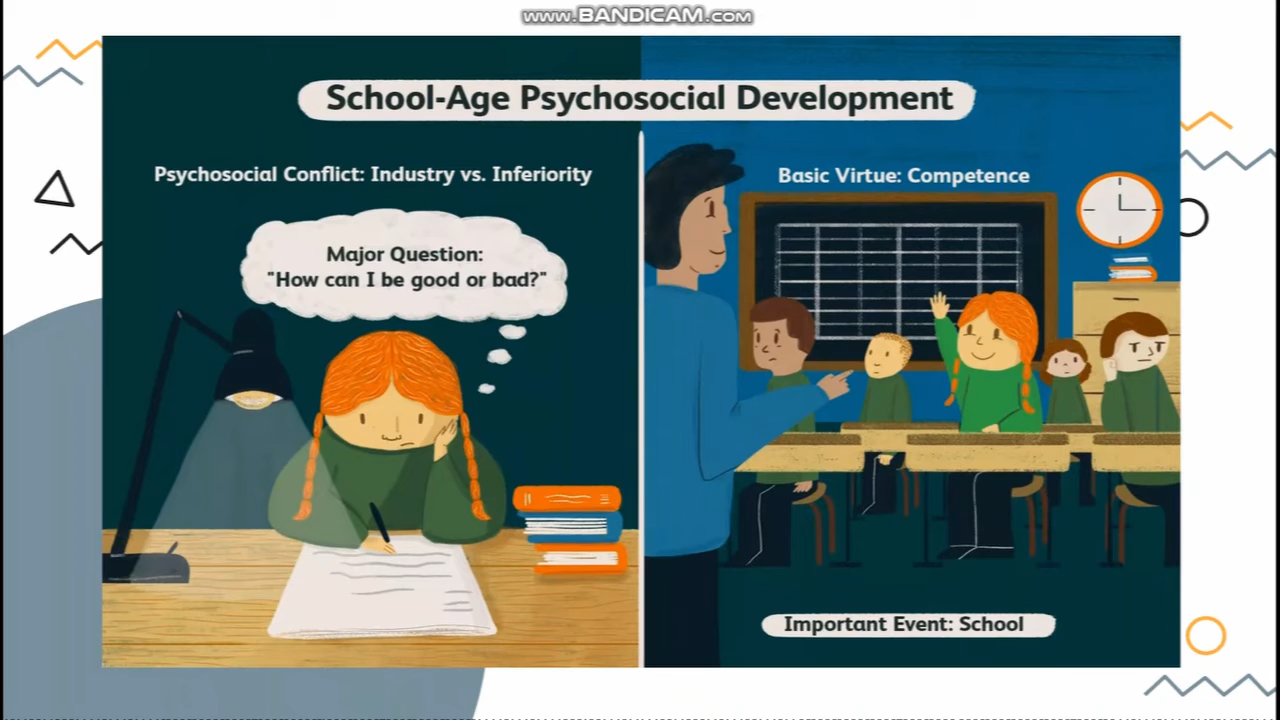 www.BANDICAM.com
School-Age Psychosocial Development
Psychosocial Conflict: Industry vs. Inferiority
Major Question:
"How can I be good or bad?"
Basic Virtue: Competence
Important Event: School